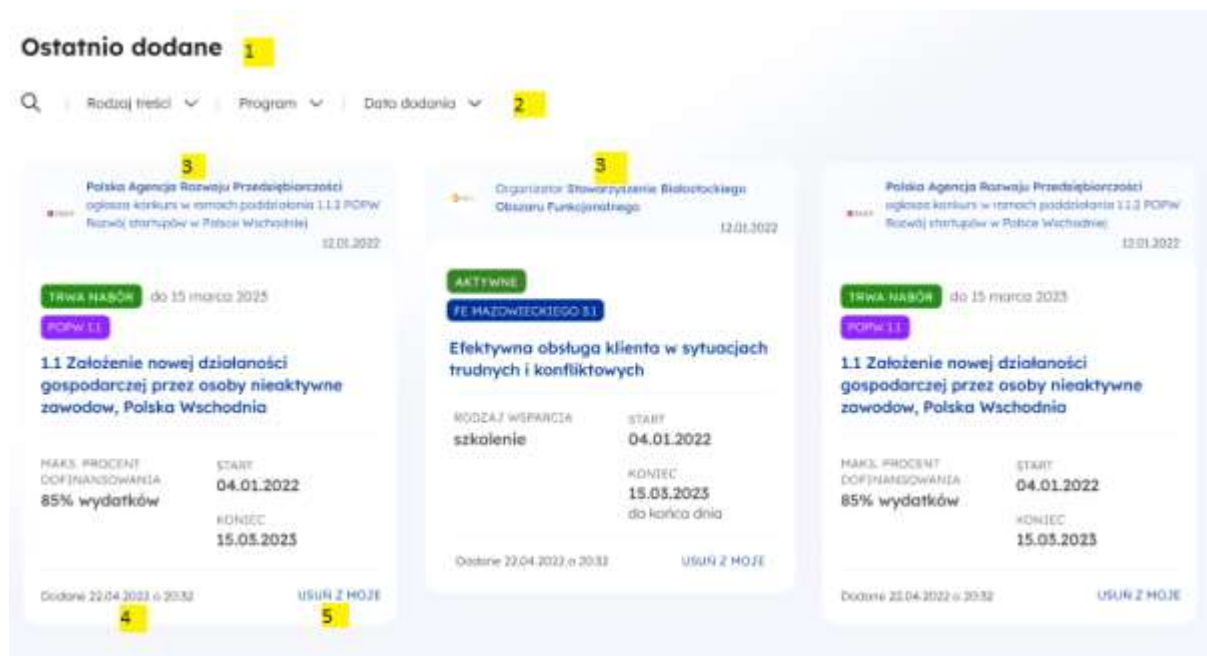 Ostatnio dodane 1
Rodzaj treści Program Data dodania 2
3
Polska Agencja Rozwoju Przedsiębiorczości
ogłasza konkurs w ramach poddziałania 1.1.2 POPW
Rozwój startupów w Polsce Wschodniej
12.01.2022
TRWA NABÓR do 15 marca 2023
POPW 1.1
1.1 Założenie nowej działaności
gospodarczej przez osoby nieaktywne
zawodow, Polska Wschodnia
MAKS. PROCENT
DOFINANSOWANIA
85% wydatków
START
04.01.2022
KONIEC
15.03.2023
Dodane 22.04.2022 o 20:32 USUŃ Z MOJE
4 5
3
Organizator Stowarzyszenie Białostockiego
Obszaru Funkcjonalnego
12.01.2022
AKTYWNE
FE MAZOWIECKIEGO 3.1
Efektywna obsługa klienta w sytuacjach
trudnych i konfliktowych
RODZAJ WSPARCIA
szkolenie
START
04.01.2022
KONIEC
15.03.2023
do końca dnia
Dodane 22.04.2022 o 20:32 USUŃ Z MOJE
Polska Agencja Rozwoju Przedsiębiorczości
ogłasza konkurs w ramach poddziałania 1.1.2 POPW
Rozwój startupów w Polsce Wschodniej
12.01.2022
TRWA NABÓR do 15 marca 2023
POPW 1.1
1.1 Założenie nowej działaności
gospodarczej przez osoby nieaktywne
zawodow, Polska Wschodnia
MAKS. PROCENT
DOFINANSOWANIA
85% wydatków
START
04.01.2022
KONIEC
15.03.2023
Dodane 22.04.2022 o 20:32 USUŃ Z MOJE